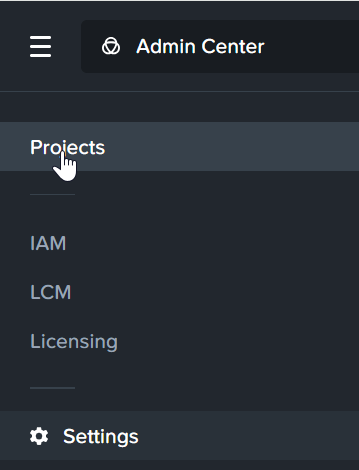 Admin Center
Projects
IAM
LCM
Licensing
Settings